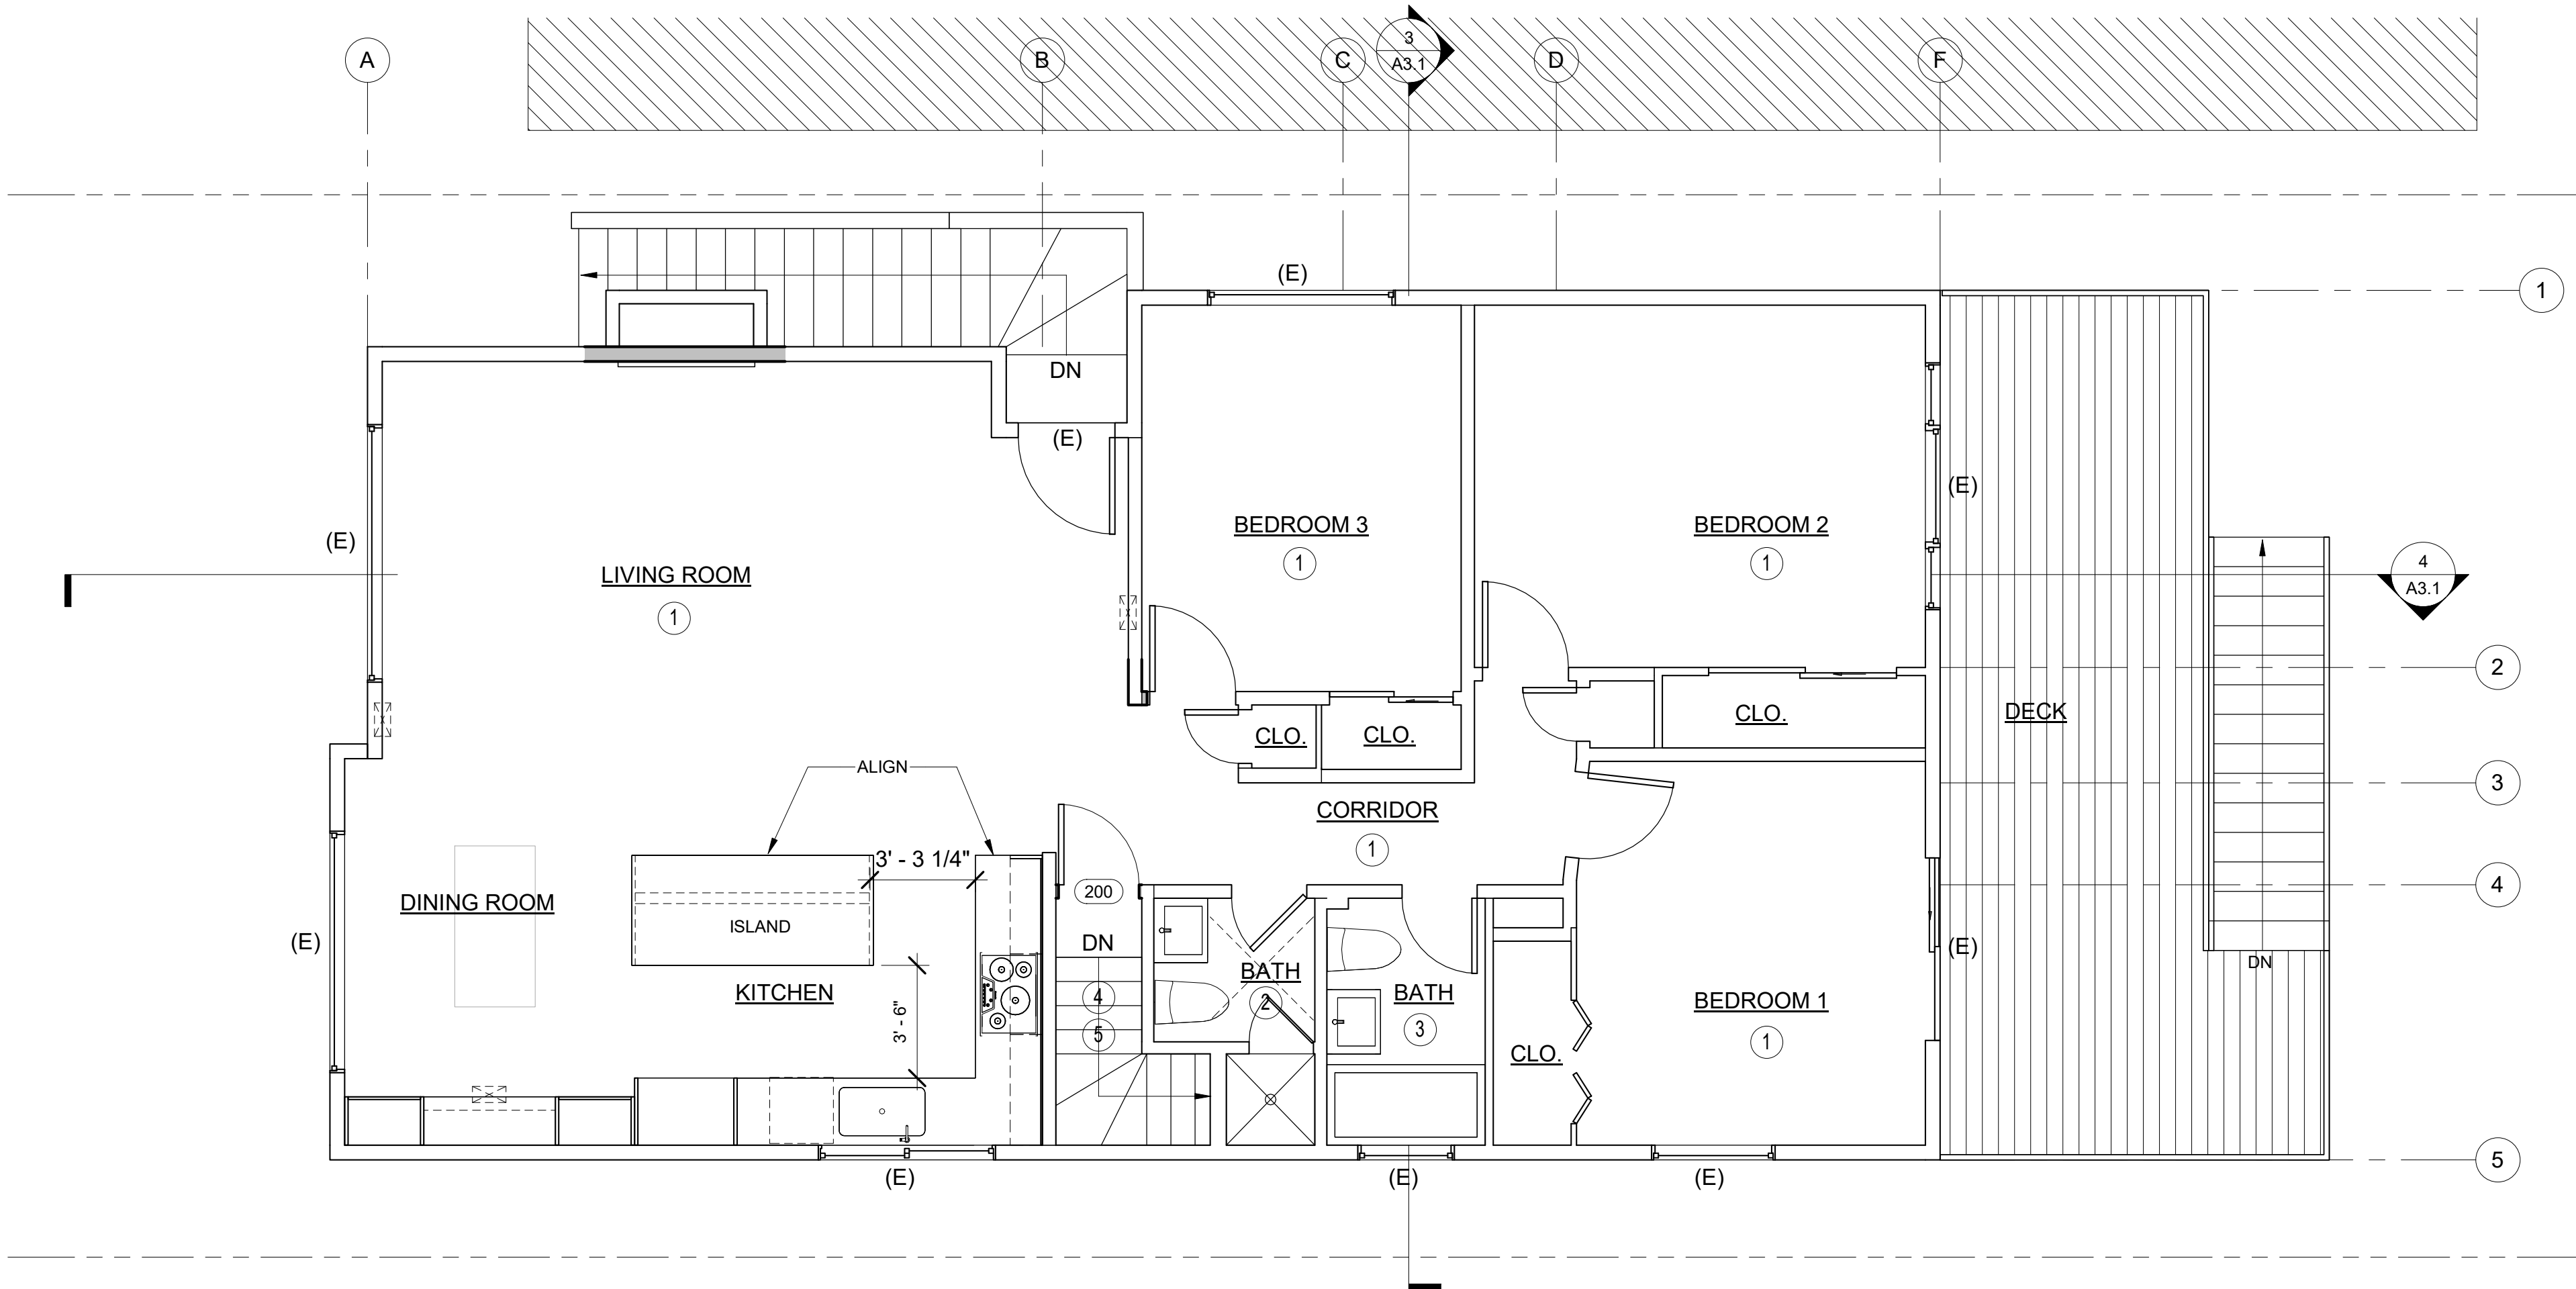 A
B
C
3
A3.1
D
F
1
(E)
DN
(E)
(E)
(E)
BEDROOM 3
1
BEDROOM 2
1
LIVING ROOM
1
4
A3.1
2
CLO.
CLO.
CLO.
DECK
ALIGN
3
CORRIDOR
1
3' - 3 1/4"
200
4
DINING ROOM
ISLAND
(E)
DN
(E)
DN
BATH
2
KITCHEN
4
BATH
3
BEDROOM 1
1
3' - 6"
5
CLO.
5
(E)
(E)
(E)